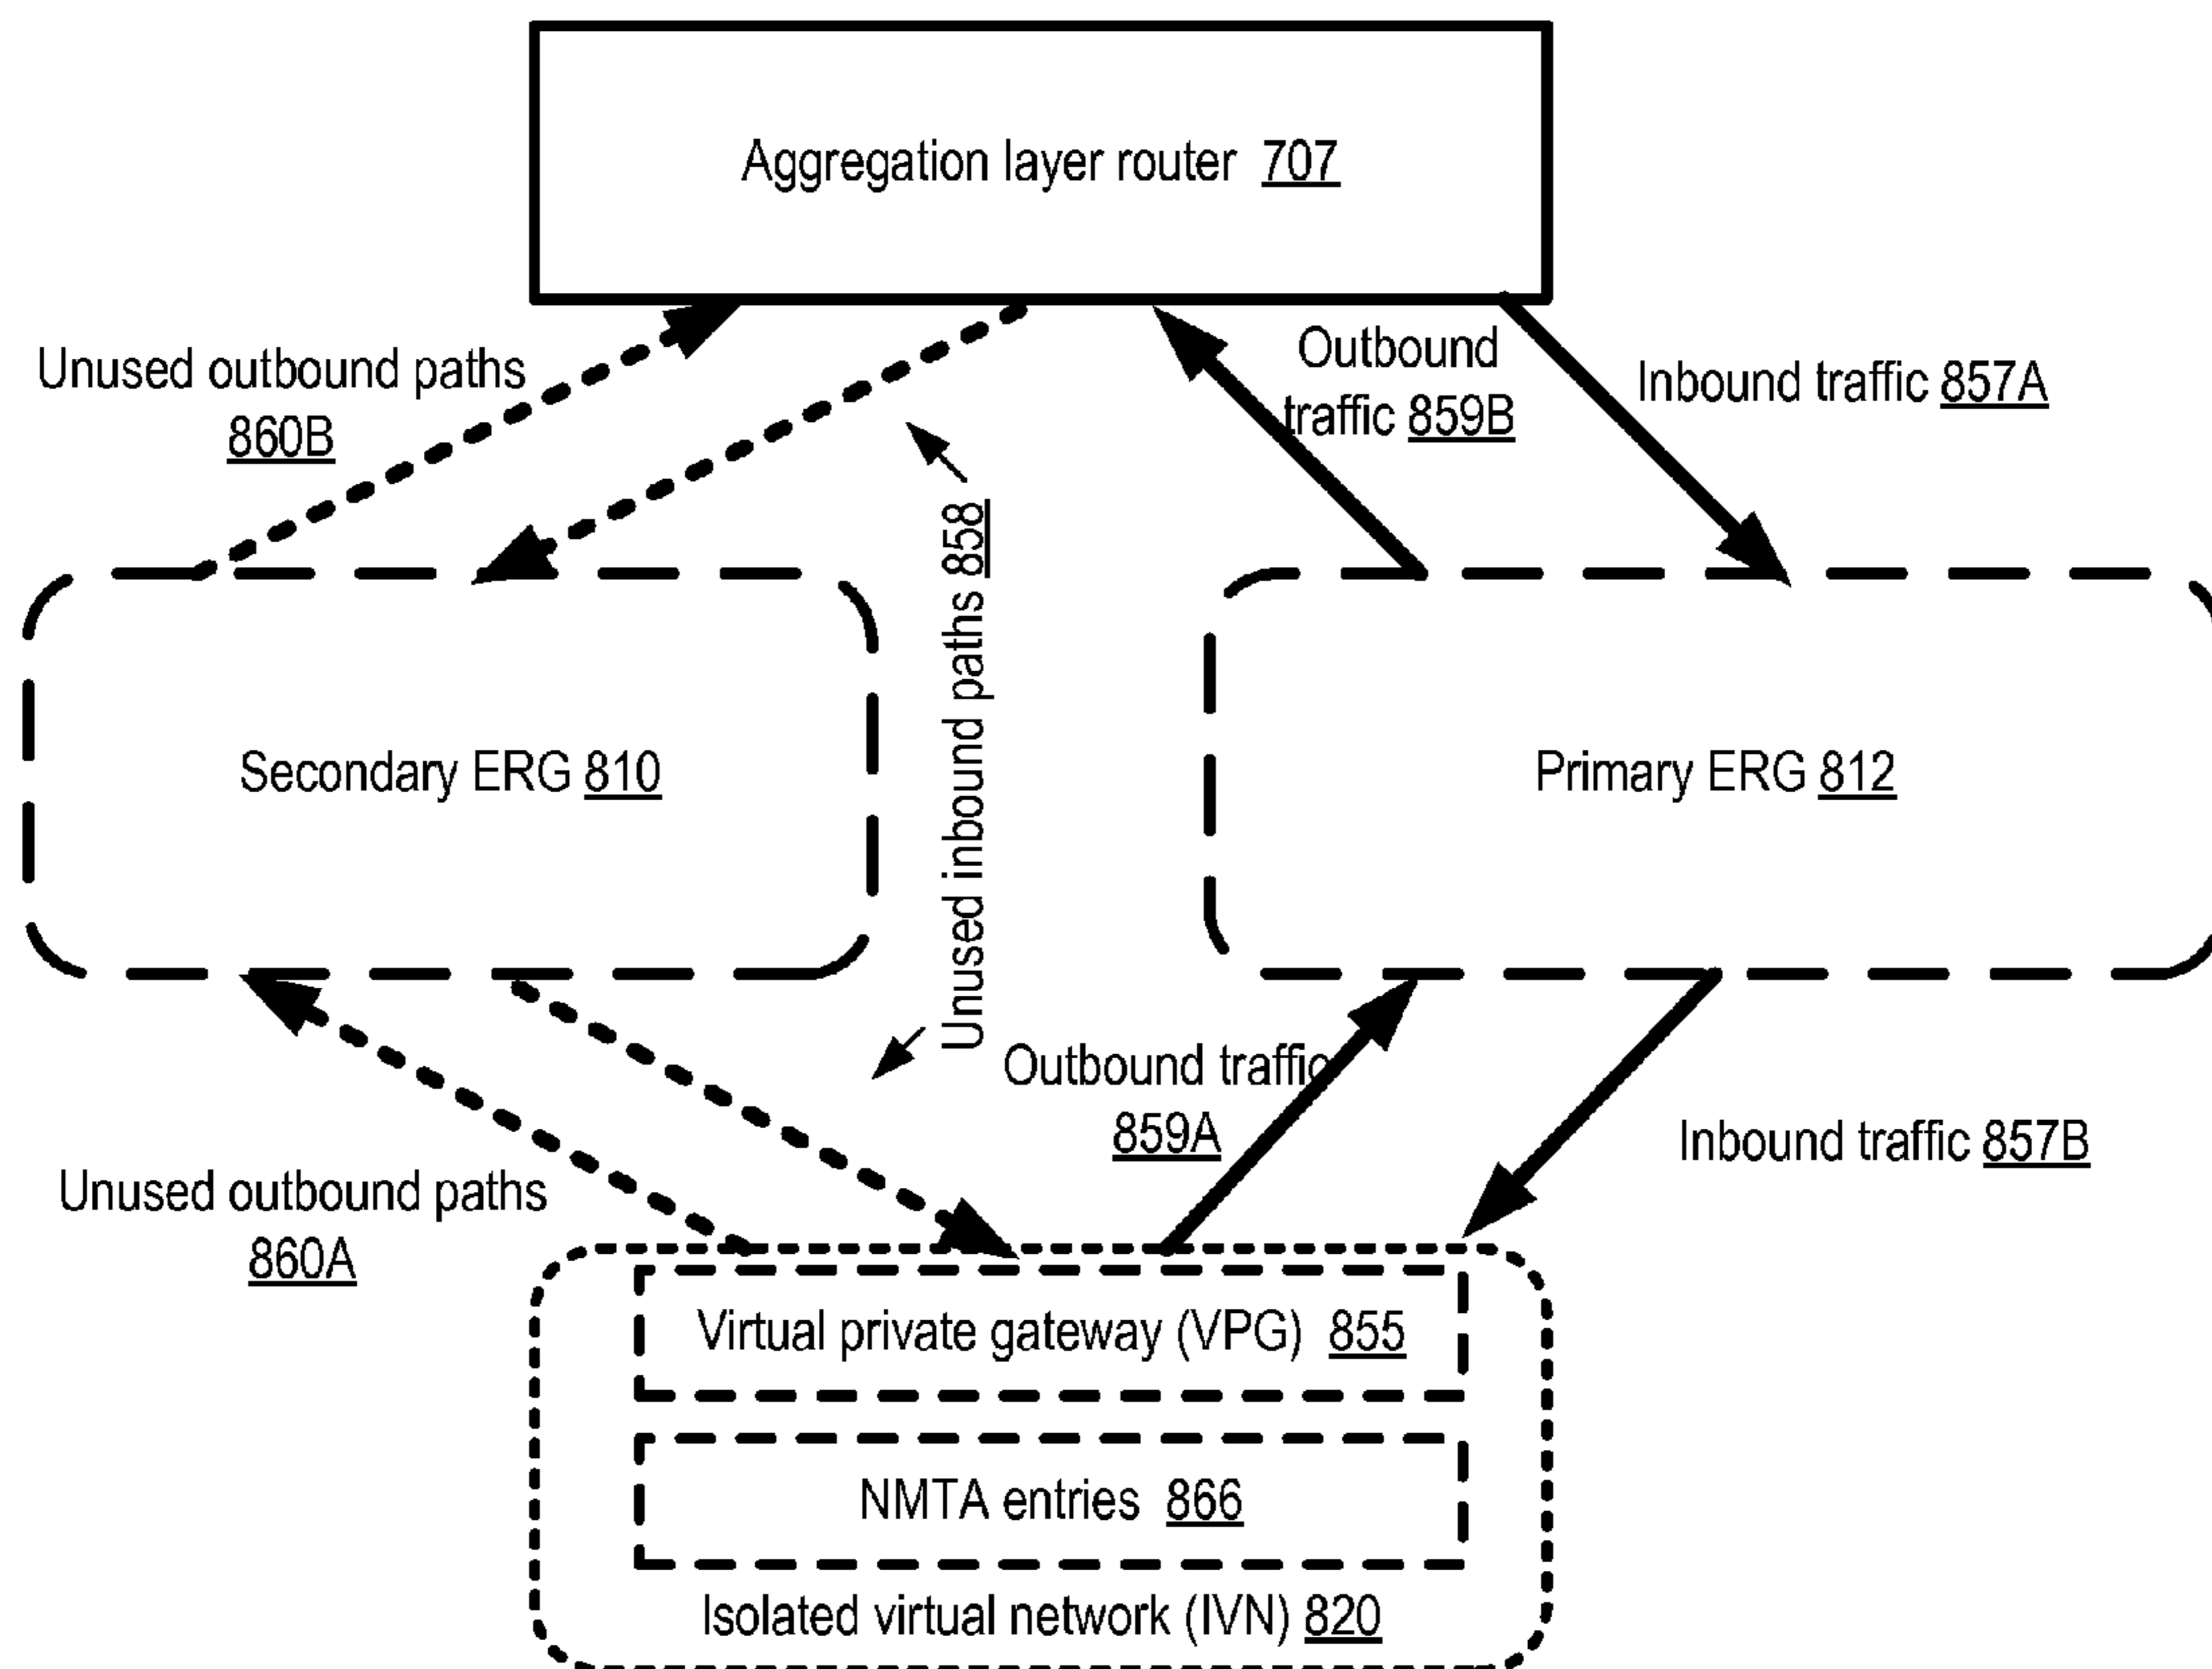 Aggregation layer router 707
Unused outbound paths
860B
Outbound
traffic 859B
Inbound traffic 857A
Unused inbound paths 858
Secondary ERG 810
Primary ERG 812
Outbound traffic
859A
Inbound traffic 857B
Unused outbound paths
860A
Virtual private gateway (VPG) 855
NMTA entries 866
Isolated virtual network (IVN) 820